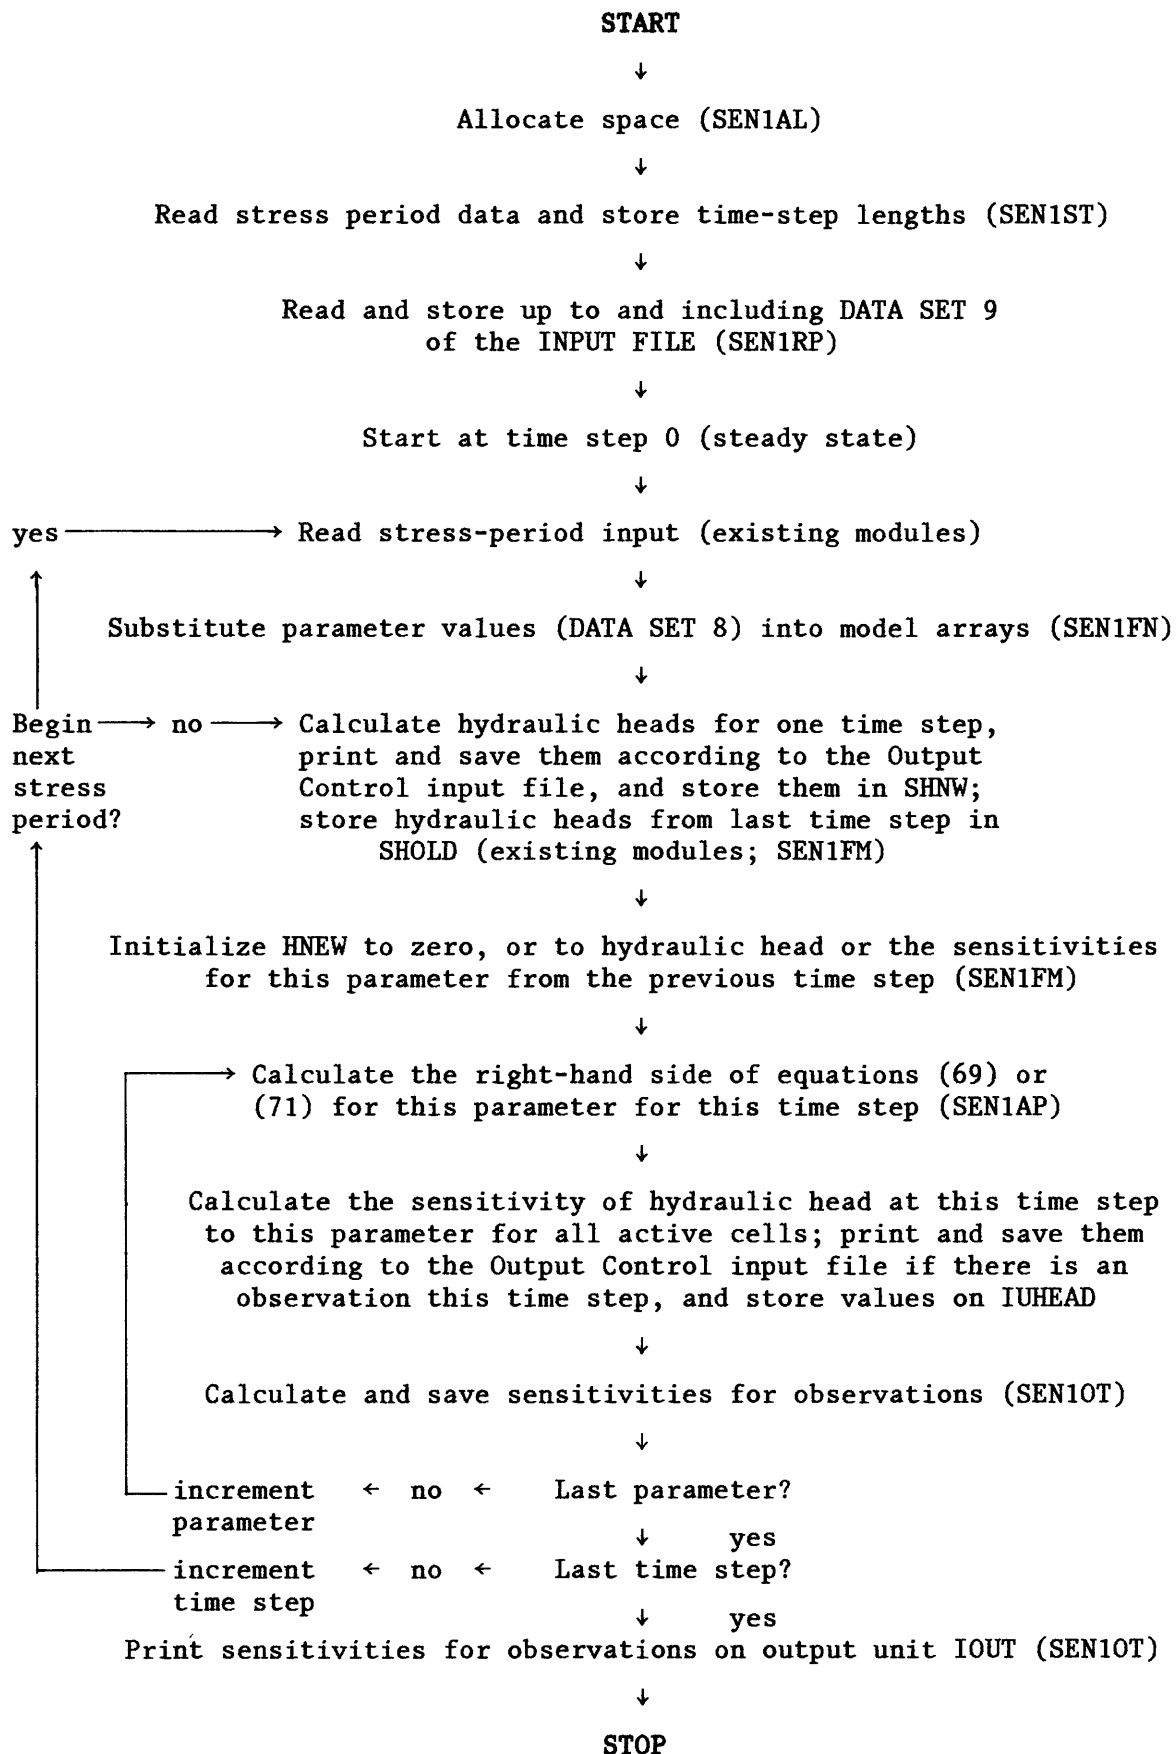 START
↓
Allocate space (SEN1AL)
↓
Read stress period data and store time-step lengths (SEN1ST)
↓
Read and store up to and including DATA SET 9
of the INPUT FILE (SEN1RP)
↓
Start at time step 0 (steady state)
↓
yes → Read stress-period input (existing modules)
↓
Substitute parameter values (DATA SET 8) into model arrays (SEN1FN)
↓
Begin → no → Calculate hydraulic heads for one time step,
next print and save them according to the Output
stress Control input file, and store them in SHNW;
period? store hydraulic heads from last time step in
SHOLD (existing modules; SEN1FM)
↓
Initialize HNEW to zero, or to hydraulic head or the sensitivities
for this parameter from the previous time step (SEN1FM)
↓
Calculate the right-hand side of equations (69) or
(71) for this parameter for this time step (SEN1AP)
↓
Calculate the sensitivity of hydraulic head at this time step
to this parameter for all active cells; print and save them
according to the Output Control input file if there is an
observation this time step, and store values on IUHEAD
↓
Calculate and save sensitivities for observations (SEN1OT)
↓
increment ← no ← Last parameter?
parameter
↓ yes
increment ← no ← Last time step?
time step
↓ yes
Print sensitivities for observations on output unit IOUT (SEN1OT)
↓
STOP